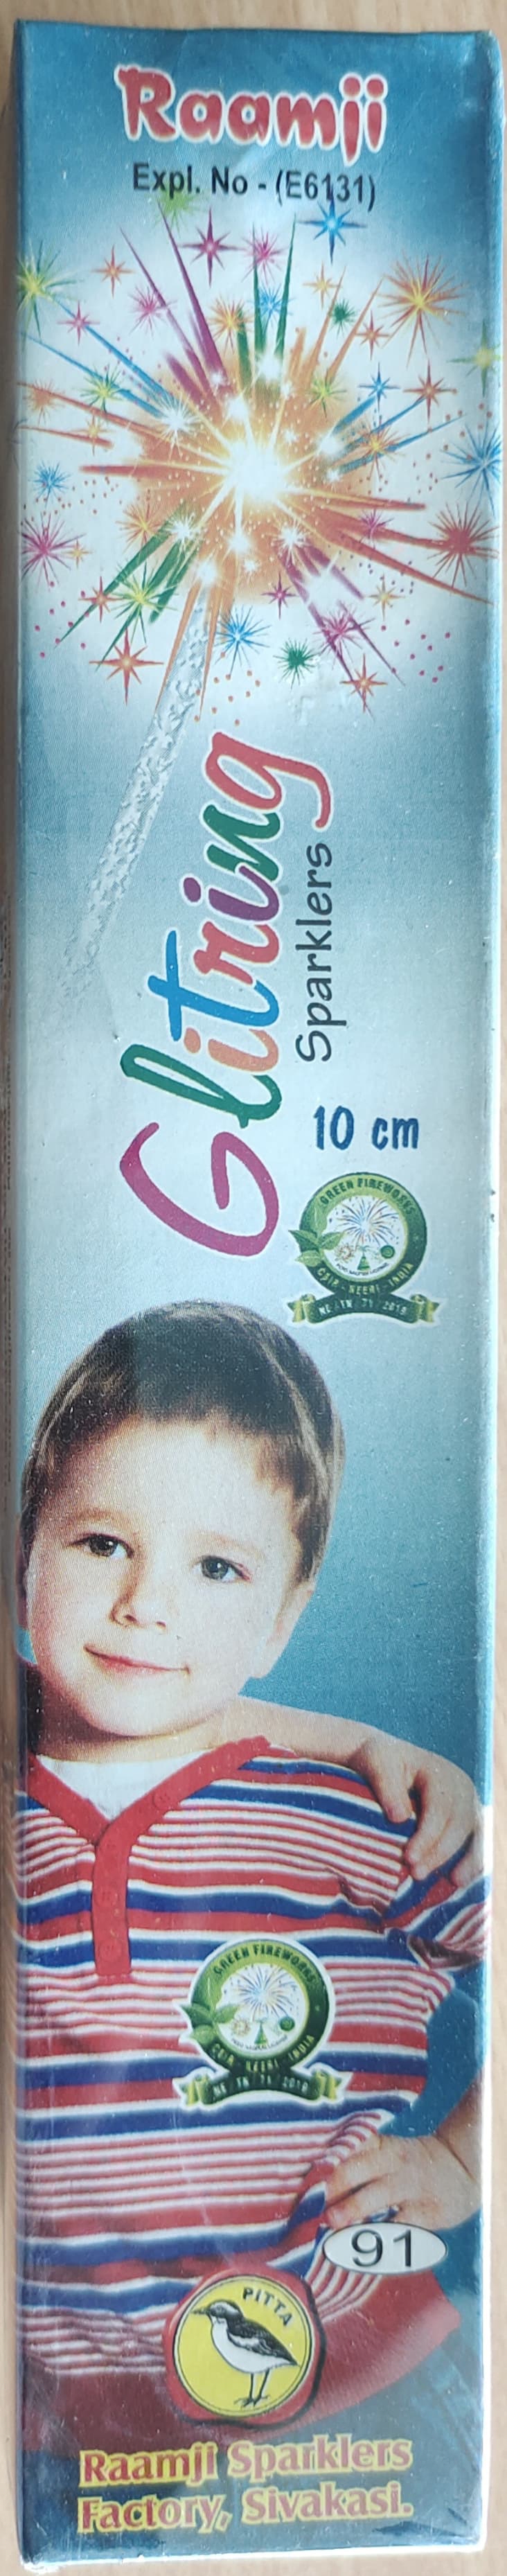 Raamji
Expl. No - (E6131)
Glitring
Sparklers
10 cm
GREEN FIREWORKS
CSIR - NEERI - INDIA
GREEN FIREWORKS
CSIR - NEERI - INDIA
91
PITTA
Raamji Sparklers
Factory, Sivakasi.